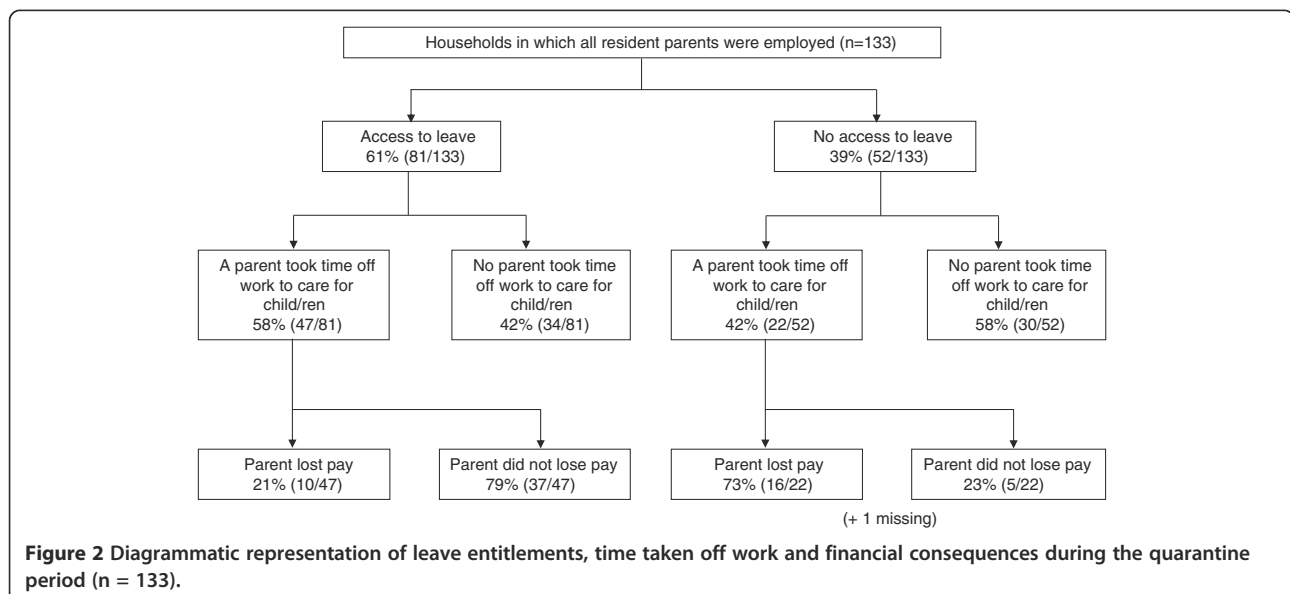 Households in which all resident parents were employed (n=133)
Access to leave
61% (81/133)
No access to leave
39% (52/133)
A parent took time off
work to care for
child/ren
58% (47/81)
No parent took time
off work to care for
child/ren
42% (34/81)
A parent took time off
work to care for
child/ren
42% (22/52)
No parent took time
off work to care for
child/ren
58% (30/52)
Parent lost pay
21% (10/47)
Parent did not lose pay
79% (37/47)
Parent lost pay
73% (16/22)
Parent did not lose pay
23% (5/22)
(+ 1 missing)
Figure 2 Diagrammatic representation of leave entitlements, time taken off work and financial consequences during the quarantine
period (n = 133).